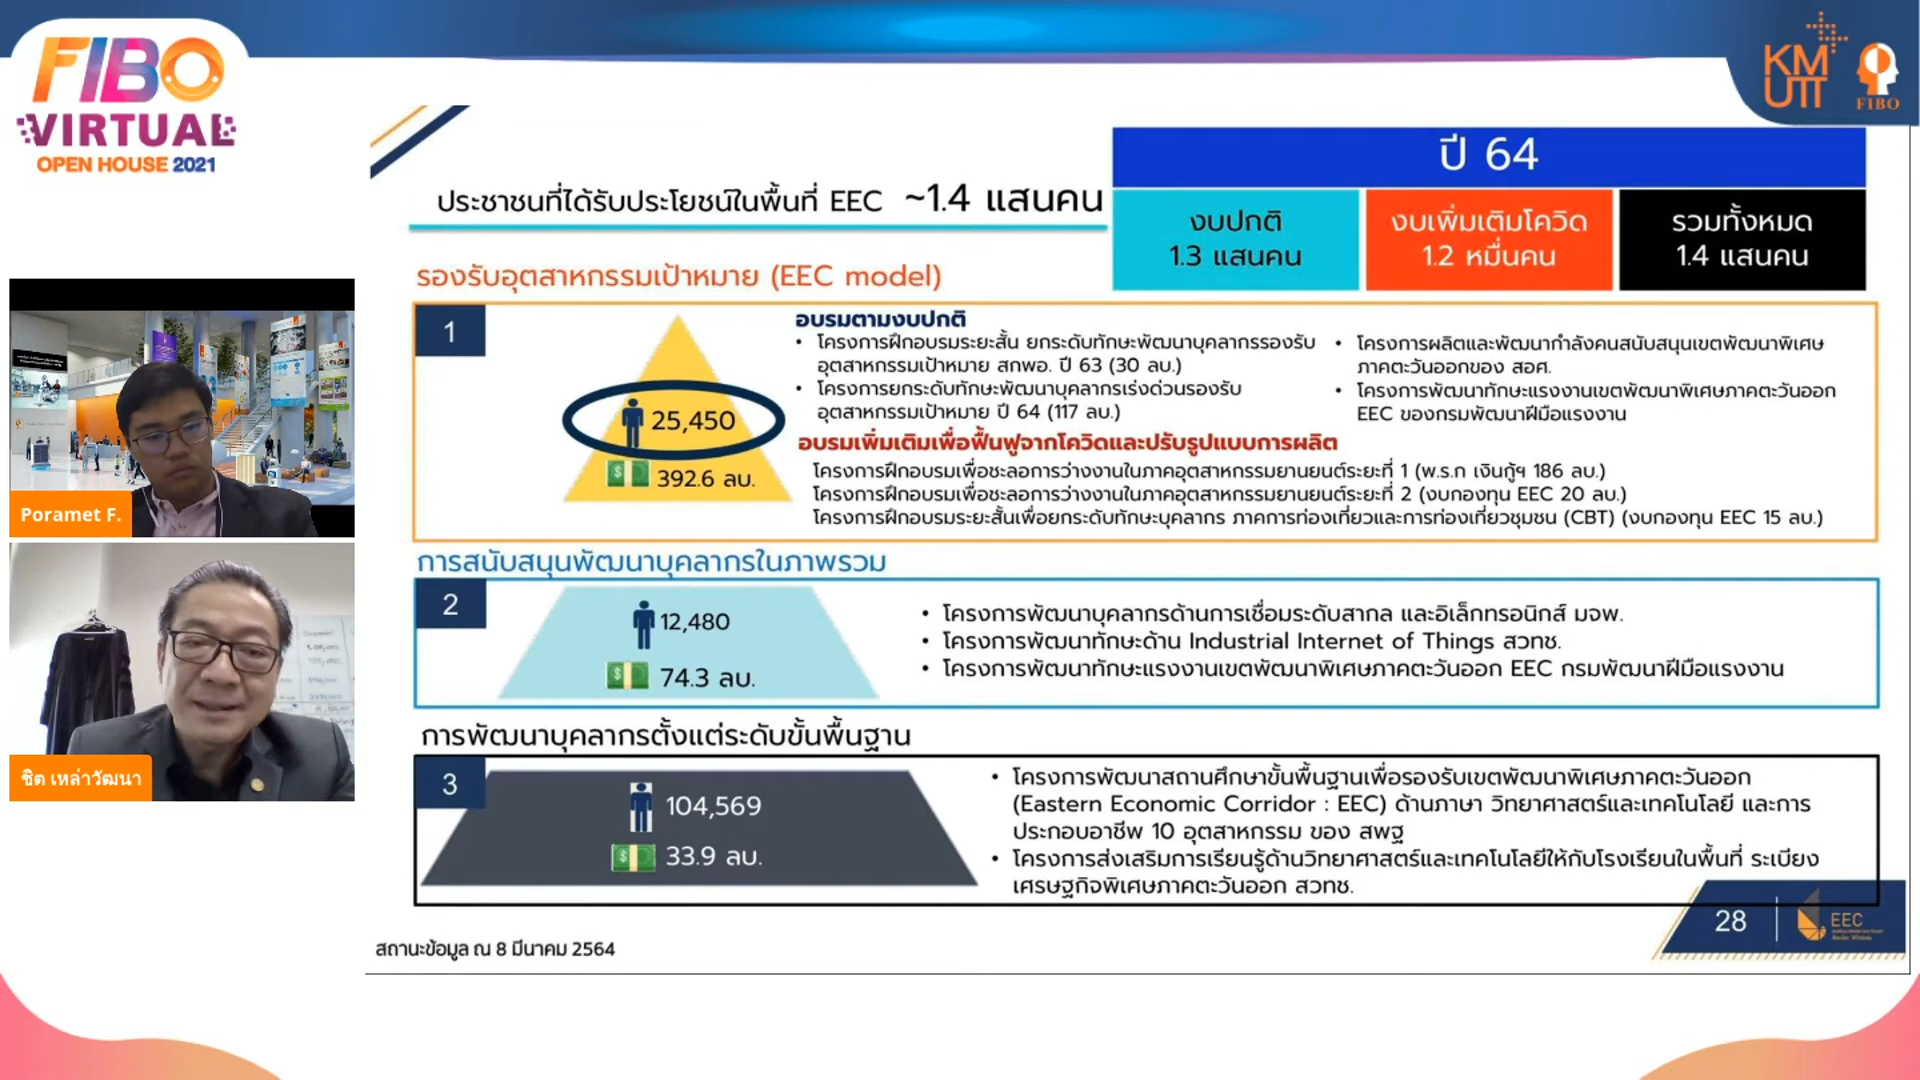 FIBO
VIRTUAL
OPEN HOUSE 2021
KM
UTT
FIBO
ประชาชนที่ได้รับประโยชน์ในพื้นที่ EEC ~1.4 แสนคน
ปี 64
งบปกติ
1.3 แสนคน
งบเพิ่มเติมโควิด
1.2 หมื่นคน
รวมทั้งหมด
1.4 แสนคน
รองรับอุตสาหกรรมเป้าหมาย (EEC model)
1
25,450
392.6 ลบ.
อบรมตามงบปกติ
• โครงการฝึกอบรมระยะสั้น ยกระดับทักษะพัฒนาบุคลากรรองรับ
อุตสาหกรรมเป้าหมาย สกพอ. ปี 63 (30 ลบ.)
• โครงการยกระดับทักษะพัฒนาบุคลากรเร่งด่วนรองรับ
อุตสาหกรรมเป้าหมาย ปี 64 (117 ลบ.)
• โครงการผลิตและพัฒนากำลังคนสนับสนุนเขตพัฒนาพิเศษ
ภาคตะวันออกของ สอศ.
• โครงการพัฒนาทักษะแรงงานเขตพัฒนาพิเศษภาคตะวันออก
EEC ของกรมพัฒนาฝีมือแรงงาน
อบรมเพิ่มเติมเพื่อฟื้นฟูจากโควิดและปรับรูปแบบการผลิต
โครงการฝึกอบรมเพื่อชะลอการว่างงานในภาคอุตสาหกรรมยานยนต์ระยะที่ 1 (พ.ร.ก เงินกู้ฯ 186 ลบ.)
โครงการฝึกอบรมเพื่อชะลอการว่างงานในภาคอุตสาหกรรมยานยนต์ระยะที่ 2 (งบกองทุน EEC 20 ลบ.)
โครงการฝึกอบรมระยะสั้นเพื่อยกระดับทักษะบุคลากร ภาคการท่องเที่ยวและการท่องเที่ยวชุมชน (CBT) (งบกองทุน EEC 15 ลบ.)
การสนับสนุนพัฒนาบุคลากรในภาพรวม
2
12,480
74.3 ลบ.
• โครงการพัฒนาบุคลากรด้านการเชื่อมระดับสากล และอิเล็กทรอนิกส์ มจพ.
• โครงการพัฒนาทักษะด้าน Industrial Internet of Things สวทช.
• โครงการพัฒนาทักษะแรงงานเขตพัฒนาพิเศษภาคตะวันออก EEC กรมพัฒนาฝีมือแรงงาน
การพัฒนาบุคลากรตั้งแต่ระดับขั้นพื้นฐาน
3
104,569
33.9 ลบ.
• โครงการพัฒนาสถานศึกษาขั้นพื้นฐานเพื่อรองรับเขตพัฒนาพิเศษภาคตะวันออก
(Eastern Economic Corridor : EEC) ด้านภาษา วิทยาศาสตร์และเทคโนโลยี และการ
ประกอบอาชีพ 10 อุตสาหกรรม ของ สพฐ
• โครงการส่งเสริมการเรียนรู้ด้านวิทยาศาสตร์และเทคโนโลยีให้กับโรงเรียนในพื้นที่ ระเบียง
เศรษฐกิจพิเศษภาคตะวันออก สวทช.
28
EEC
สถานะข้อมูล ณ 8 มีนาคม 2564
Poramet F.
ชิต เหล่าวัฒนา